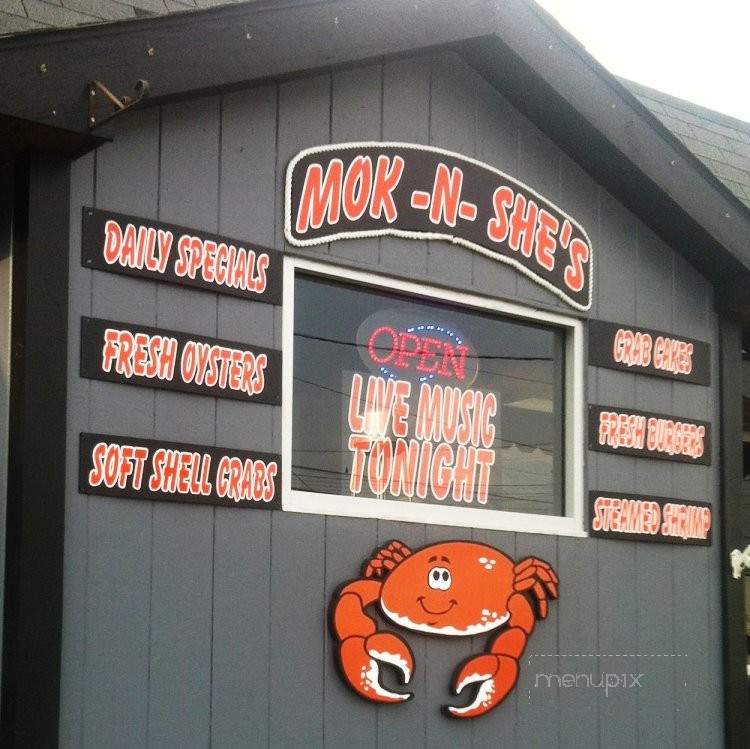 MOK -N- SHE'S
DAILY SPECIALS
FRESH OYSTERS
SOFT SHELL CRABS
OPEN
LIVE MUSIC
TONIGHT
CRAB CAKES
FRESH BURGERS
STEAMED SHRIMP
menupix